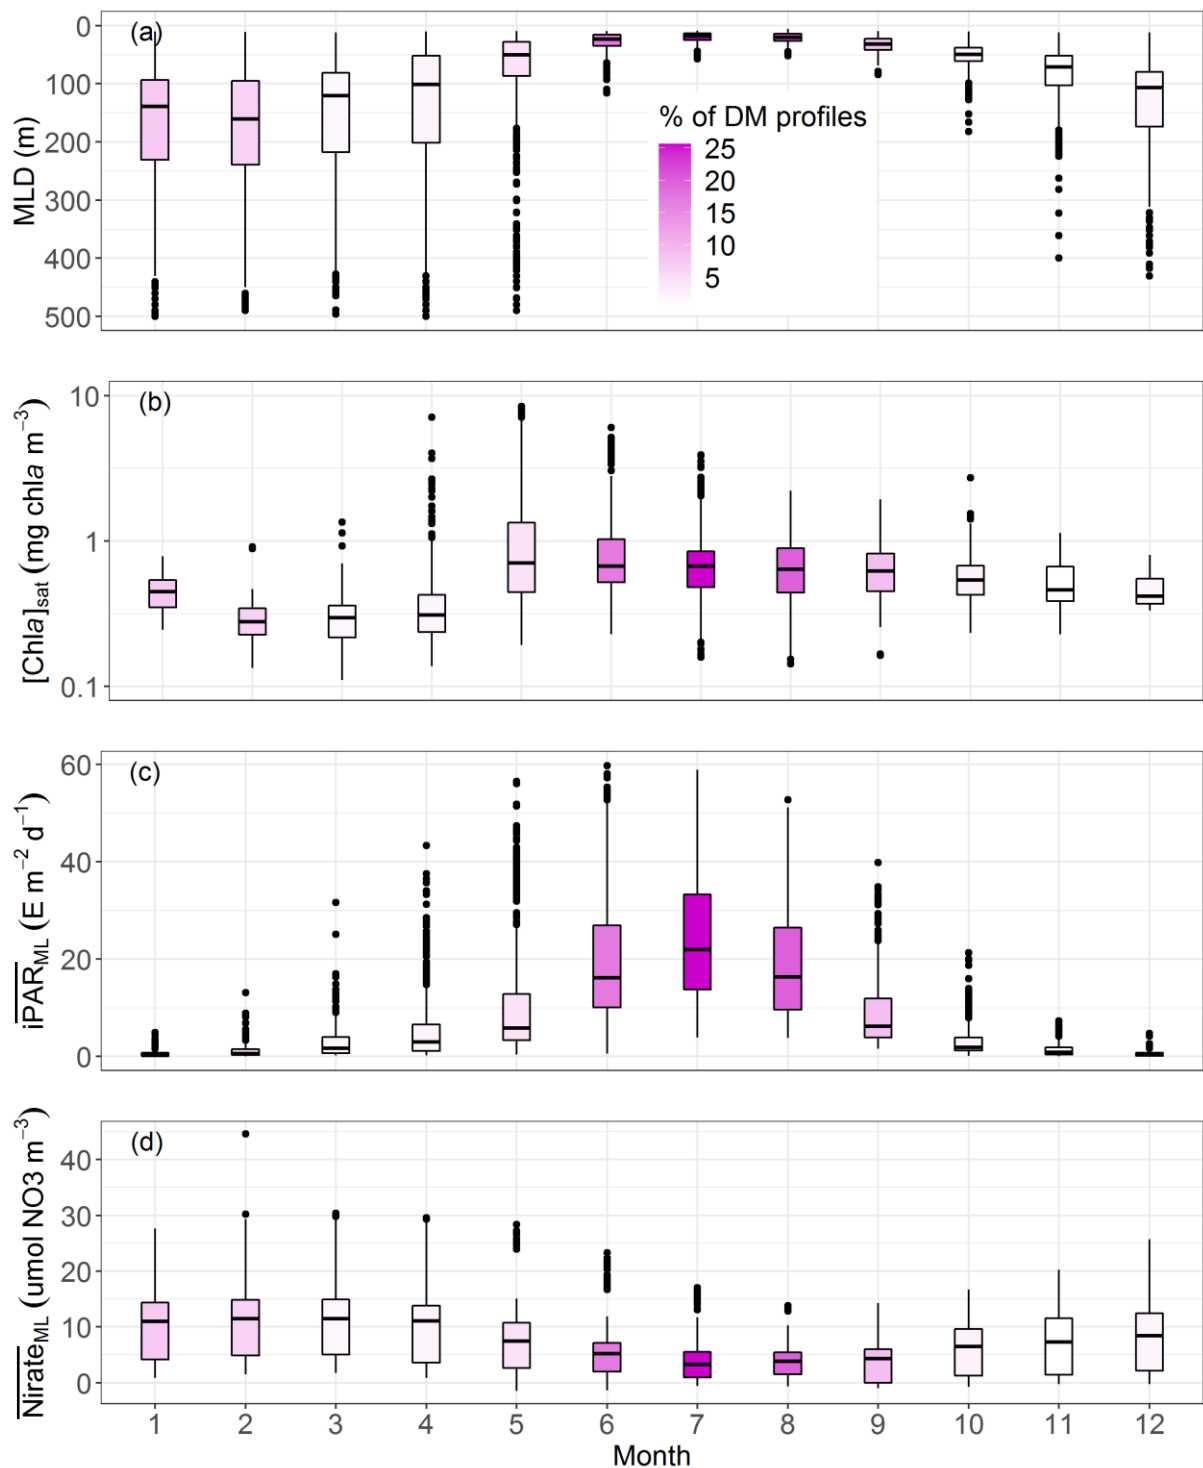 (a)
MLD (m)
0
100
200
300
400
500
% of DM profiles
25
20
15
10
5
(b)
[Chla]sat (mg chla m−3)
10
1
0.1
(c)
iPARML (E m−2 d−1)
60
40
20
0
(d)
NirateML (umol NO3 m−3)
40
30
20
10
0
1 2 3 4 5 6 7 8 9 10 11 12
Month